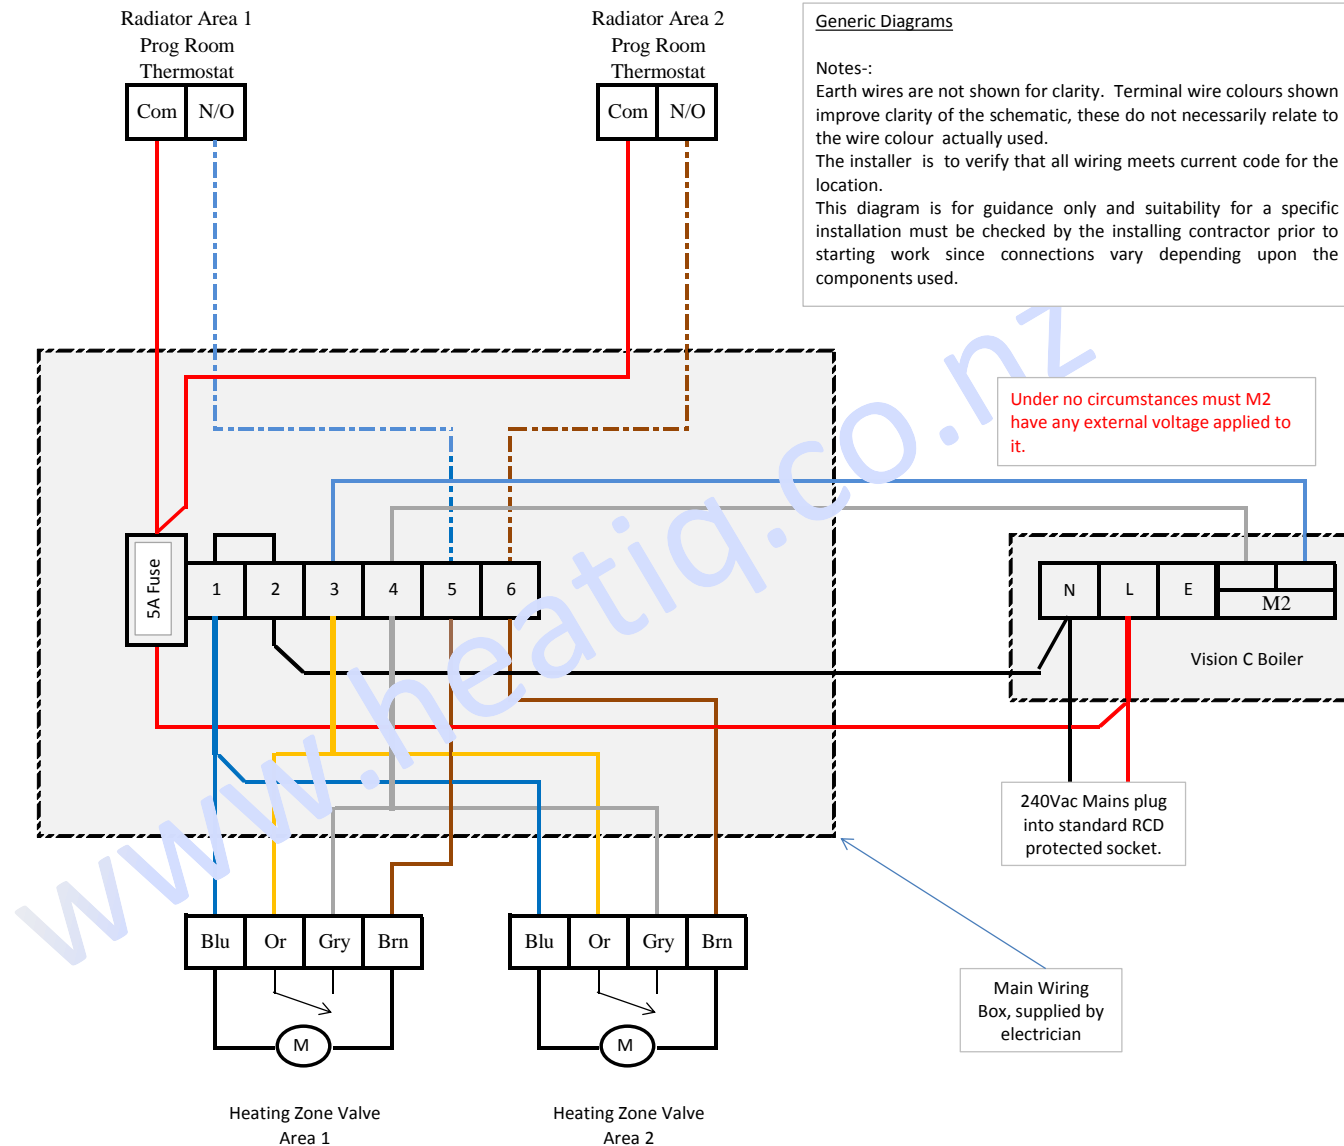 Radiator Area 1
Prog Room
Thermostat
Com N/O
Radiator Area 2
Prog Room
Thermostat
Com N/O
Generic Diagrams
Notes-:
Earth wires are not shown for clarity. Terminal wire colours shown
improve clarity of the schematic, these do not necessarily relate to
the wire colour actually used.
The installer is to verify that all wiring meets current code for the
location.
This diagram is for guidance only and suitability for a specific
installation must be checked by the installing contractor prior to
starting work since connections vary depending upon the
components used.
Under no circumstances must M2
have any external voltage applied to
it.
5A Fuse
1 2 3 4 5 6
N L E
M2
Vision C Boiler
240Vac Mains plug
into standard RCD
protected socket.
Blu Or Gry Brn
M
Heating Zone Valve
Area 1
Blu Or Gry Brn
M
Heating Zone Valve
Area 2
Main Wiring
Box, supplied by
electrician
www.heatiq.co.nz